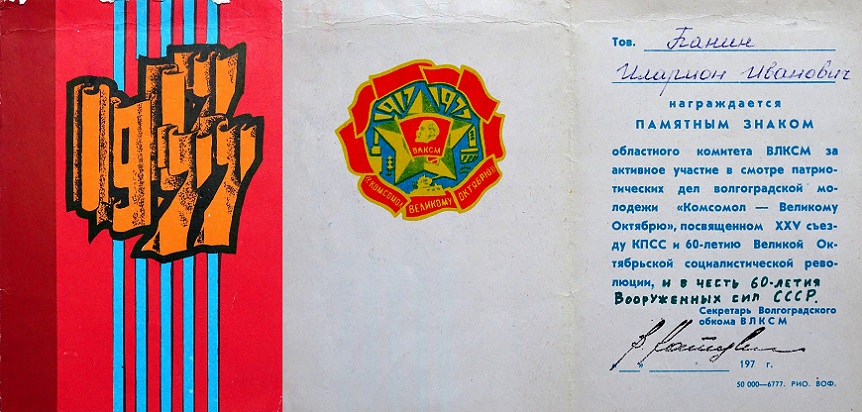 1917
1977
1917 1977
ВЛКСМ
КОМСОМОЛ ВЕЛИКОМУ ОКТЯБРЮ
Тов. Панин
Иларион Иванович
награждается
ПАМЯТНЫМ ЗНАКОМ
областного комитета ВЛКСМ за
активное участие в смотре патрио-
тических дел волгоградской мо-
лодежи «Комсомол — Великому
Октябрю», посвященном XXV съез-
ду КПСС и 60-летию Великой Ок-
тябрьской социалистической рево-
люции, и в честь 60-летия
Вооруженных сил СССР.
Секретарь Волгоградского
обкома ВЛКСМ
« » 197 г.
50 000—6777. РИО. ВОФ.